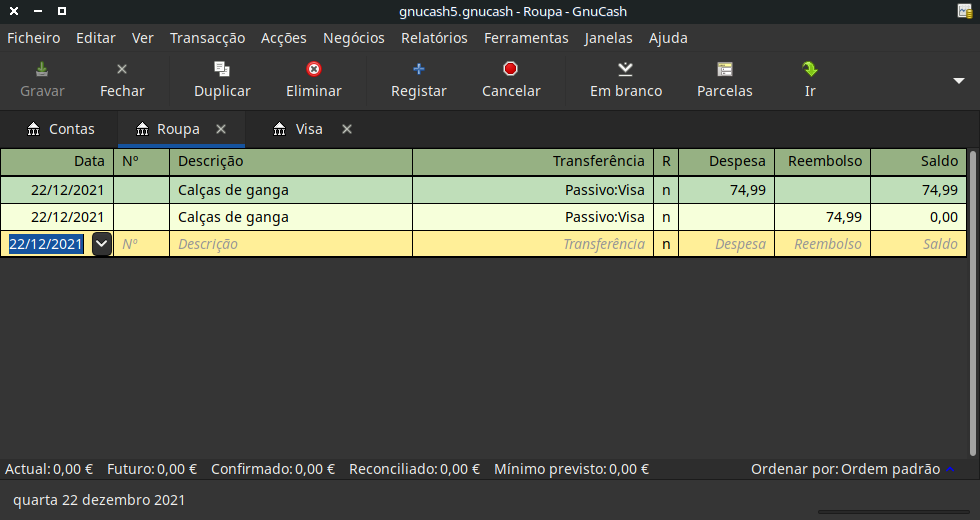 gnucash5.gnucash - Roupa - GnuCash
Ficheiro Editar Ver Transacção Acções Negócios Relatórios Ferramentas Janelas Ajuda
Gravar Fechar Duplicar Eliminar Registar Cancelar Em branco Parcelas Ir
Contas Roupa Visa
Data Nº Descrição Transferência R Despesa Reembolso Saldo
22/12/2021 Calças de ganga Passivo:Visa n 74,99 74,99
22/12/2021 Calças de ganga Passivo:Visa n 74,99 0,00
22/12/2021 Nº Descrição Transferência n Despesa Reembolso Saldo
Actual: 0,00 € Futuro: 0,00 € Confirmado: 0,00 € Reconciliado: 0,00 € Mínimo previsto: 0,00 € Ordenar por: Ordem padrão
quarta 22 dezembro 2021